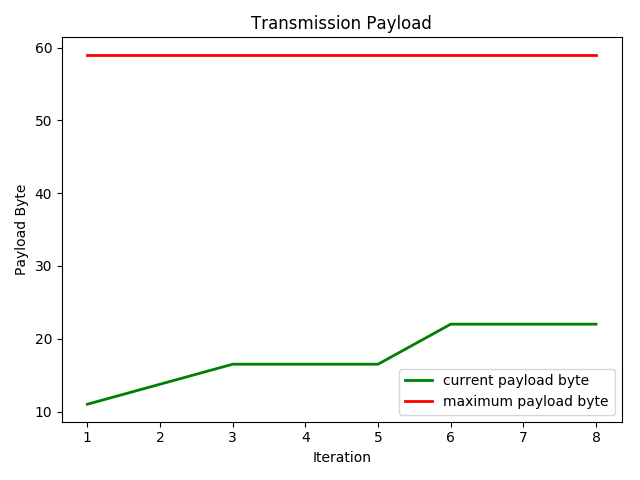 Transmission Payload
60
50
40
30
20
10
Payload Byte
current payload byte
maximum payload byte
1 2 3 4 5 6 7 8
Iteration